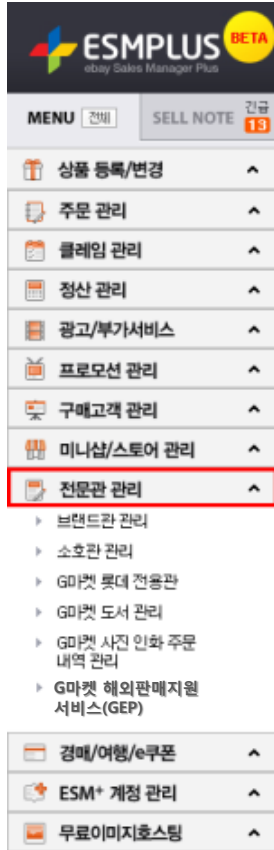 ESMPLUS BETA
ebay Sales Manager Plus
MENU 전체 SELL NOTE 긴급 13
상품 등록/변경
주문 관리
클레임 관리
정산 관리
광고/부가서비스
프로모션 관리
구매고객 관리
미니샵/스토어 관리
전문관 관리
브랜드관 관리
소호관 관리
G마켓 롯데 전용관
G마켓 도서 관리
G마켓 사진 인화 주문
내역 관리
G마켓 해외판매지원
서비스(GEP)
경매/여행/e쿠폰
ESM+ 계정 관리
무료이미지호스팅